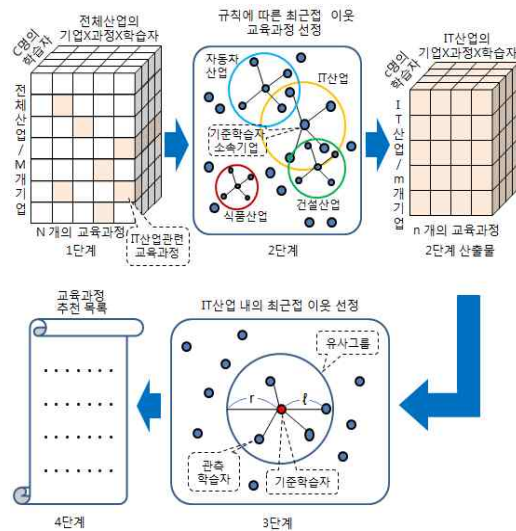 전체산업의
기업X과정X학습자
C명의
학습자
전체산업/M개기업
N 개의 교육과정
IT산업관련
교육과정
1단계
규칙에 따른 최근접 이웃
교육과정 선정
자동차
산업
IT산업
기준학습자
소속기업
식품산업
건설산업
2단계
IT산업의
기업X과정X학습자
C명의
학습자
IT산업/m개기업
n 개의 교육과정
2단계 산출물
교육과정
추천 목록
4단계
IT산업 내의 최근접 이웃 선정
유사그룹
r
ℓ
관측
학습자
기준학습자
3단계